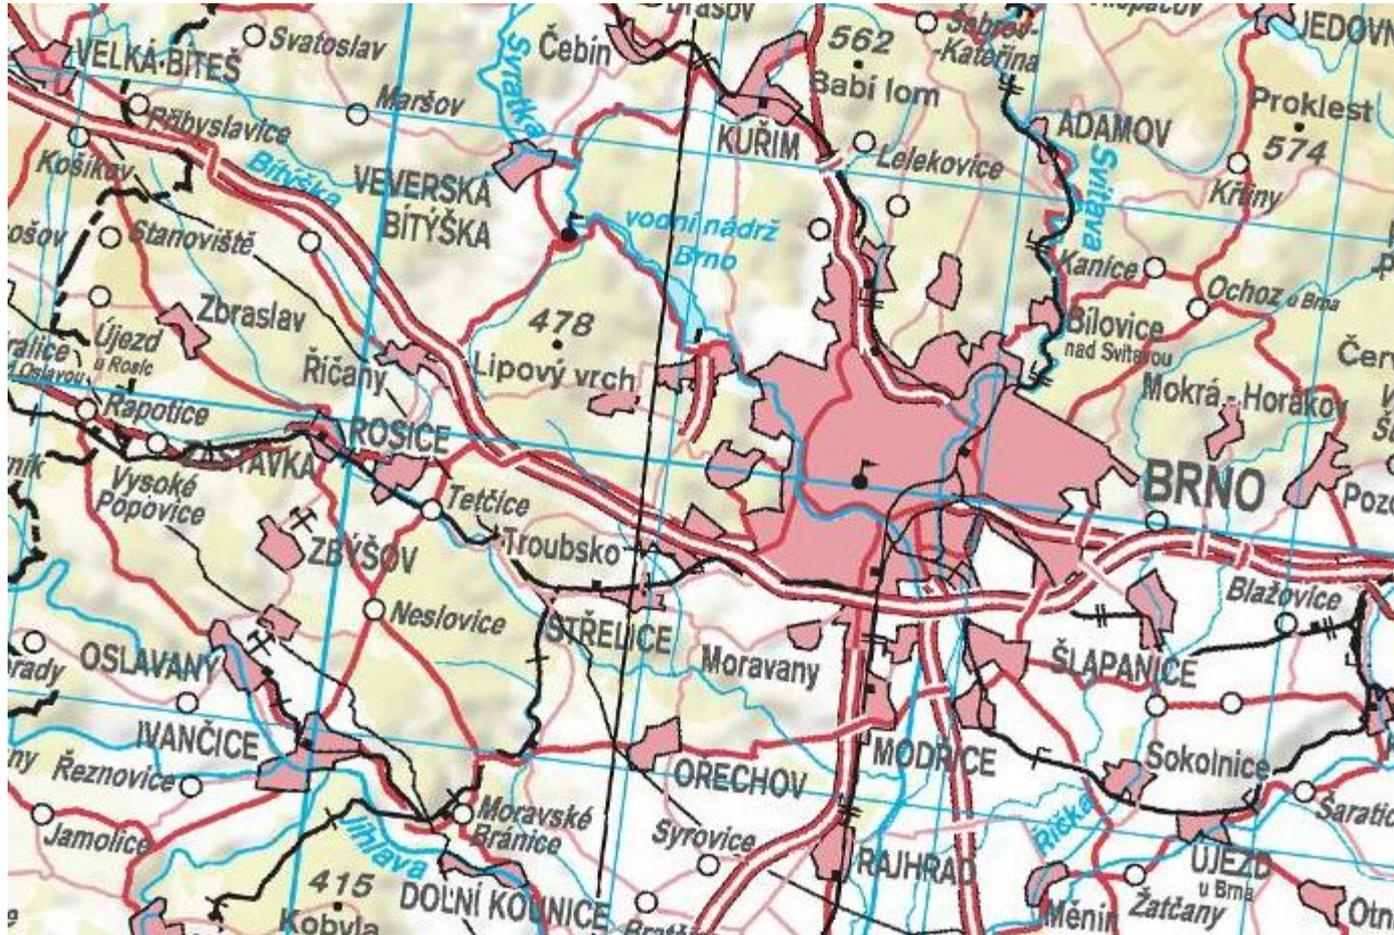 562
Babí lom
Čebín
Svratka
Svatoslav
VELKÁ BÍTEŠ
-Kateřina
Maršov
Přibyslavice
KUŘIM
Lelekovice
ADAMOV
Proklest
574
Křtiny
Košíkov
Bítýška
VEVERSKÁ
BÍTÝŠKA
Svitava
vodní nádrž
Brno
Stanoviště
Kanice
Ochoz u Brna
Zbraslav
Újezd
u Rosic
478
Lipový vrch
Říčany
Bílovice
nad Svitavou
Mokrá - Horákov
Rapotice
ROSICE
ZASTÁVKA
Vysoké
Popovice
Tetčice
BRNO
ZBÝŠOV
Troubsko
Blažovice
Neslovice
STŘELICE
Moravany
ŠLAPANICE
OSLAVANY
IVANČICE
Řeznovice
OŘECHOV
MODŘICE
Sokolnice
Jamolice
Moravské
Bránice
Syrovice
Jihlava
RAJHRAD
Říčka
ÚJEZD
u Brna
415
Kobyla
DOLNÍ KOUNICE
Měnín
Žatčany